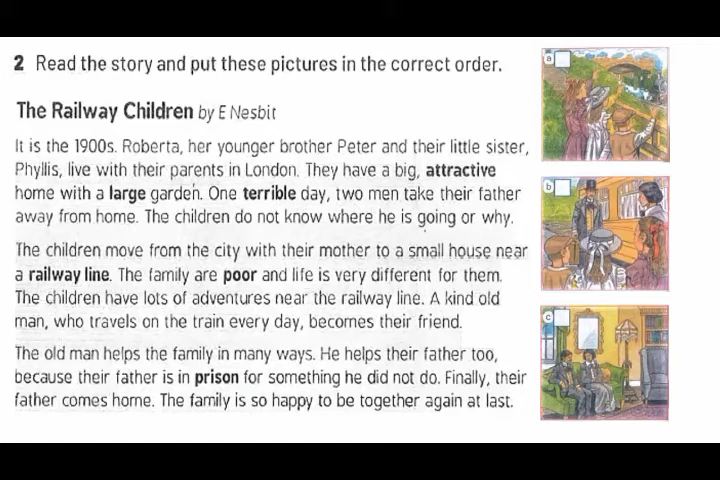 2 Read the story and put these pictures in the correct order.
The Railway Children by E Nesbit
It is the 1900s. Roberta, her younger brother Peter and their little sister,
Phyllis, live with their parents in London. They have a big, attractive
home with a large garden. One terrible day, two men take their father
away from home. The children do not know where he is going or why.
The children move from the city with their mother to a small house near
a railway line. The family are poor and life is very different for them.
The children have lots of adventures near the railway line. A kind old
man, who travels on the train every day, becomes their friend.
The old man helps the family in many ways. He helps their father too,
because their father is in prison for something he did not do. Finally, their
father comes home. The family is so happy to be together again at last.
a
b
c